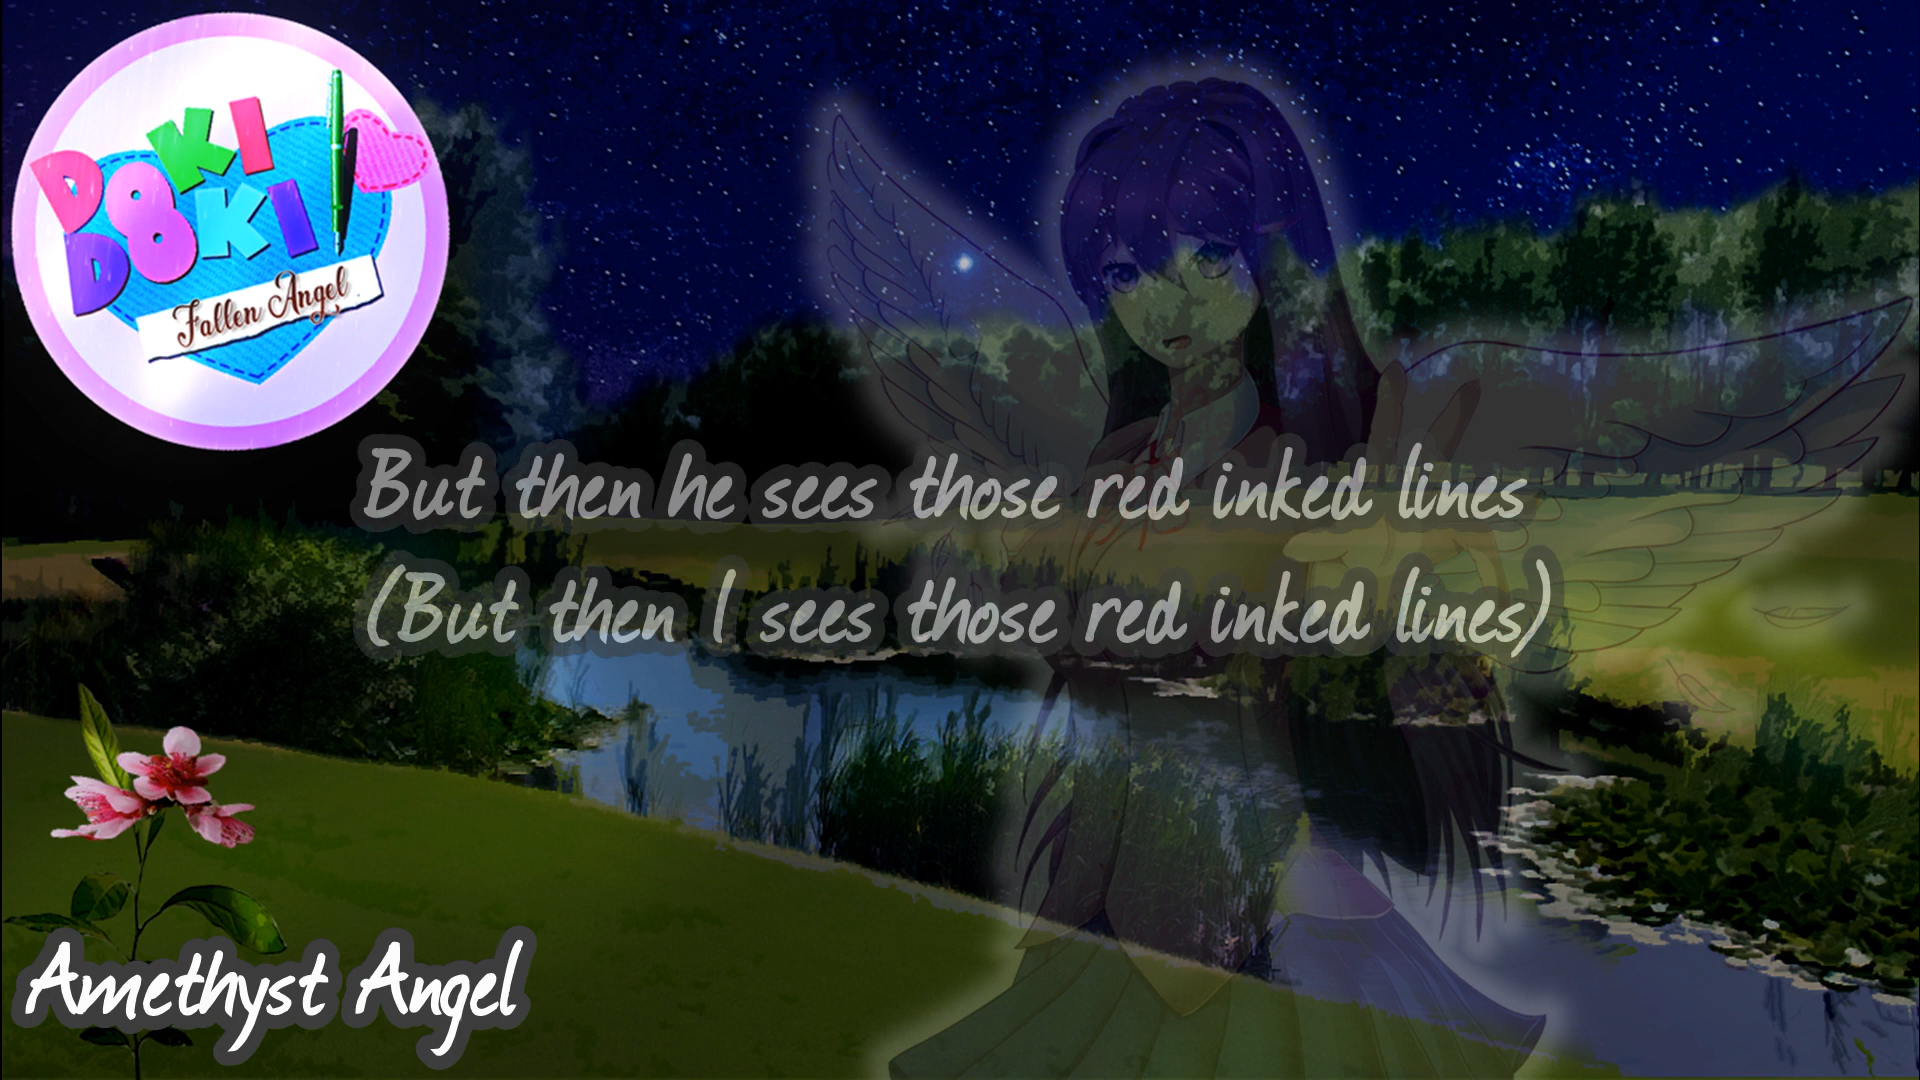 DOKI
DOKI
Fallen Angel
But then he sees those red inked lines
(But then I sees those red inked lines)
Amethyst Angel